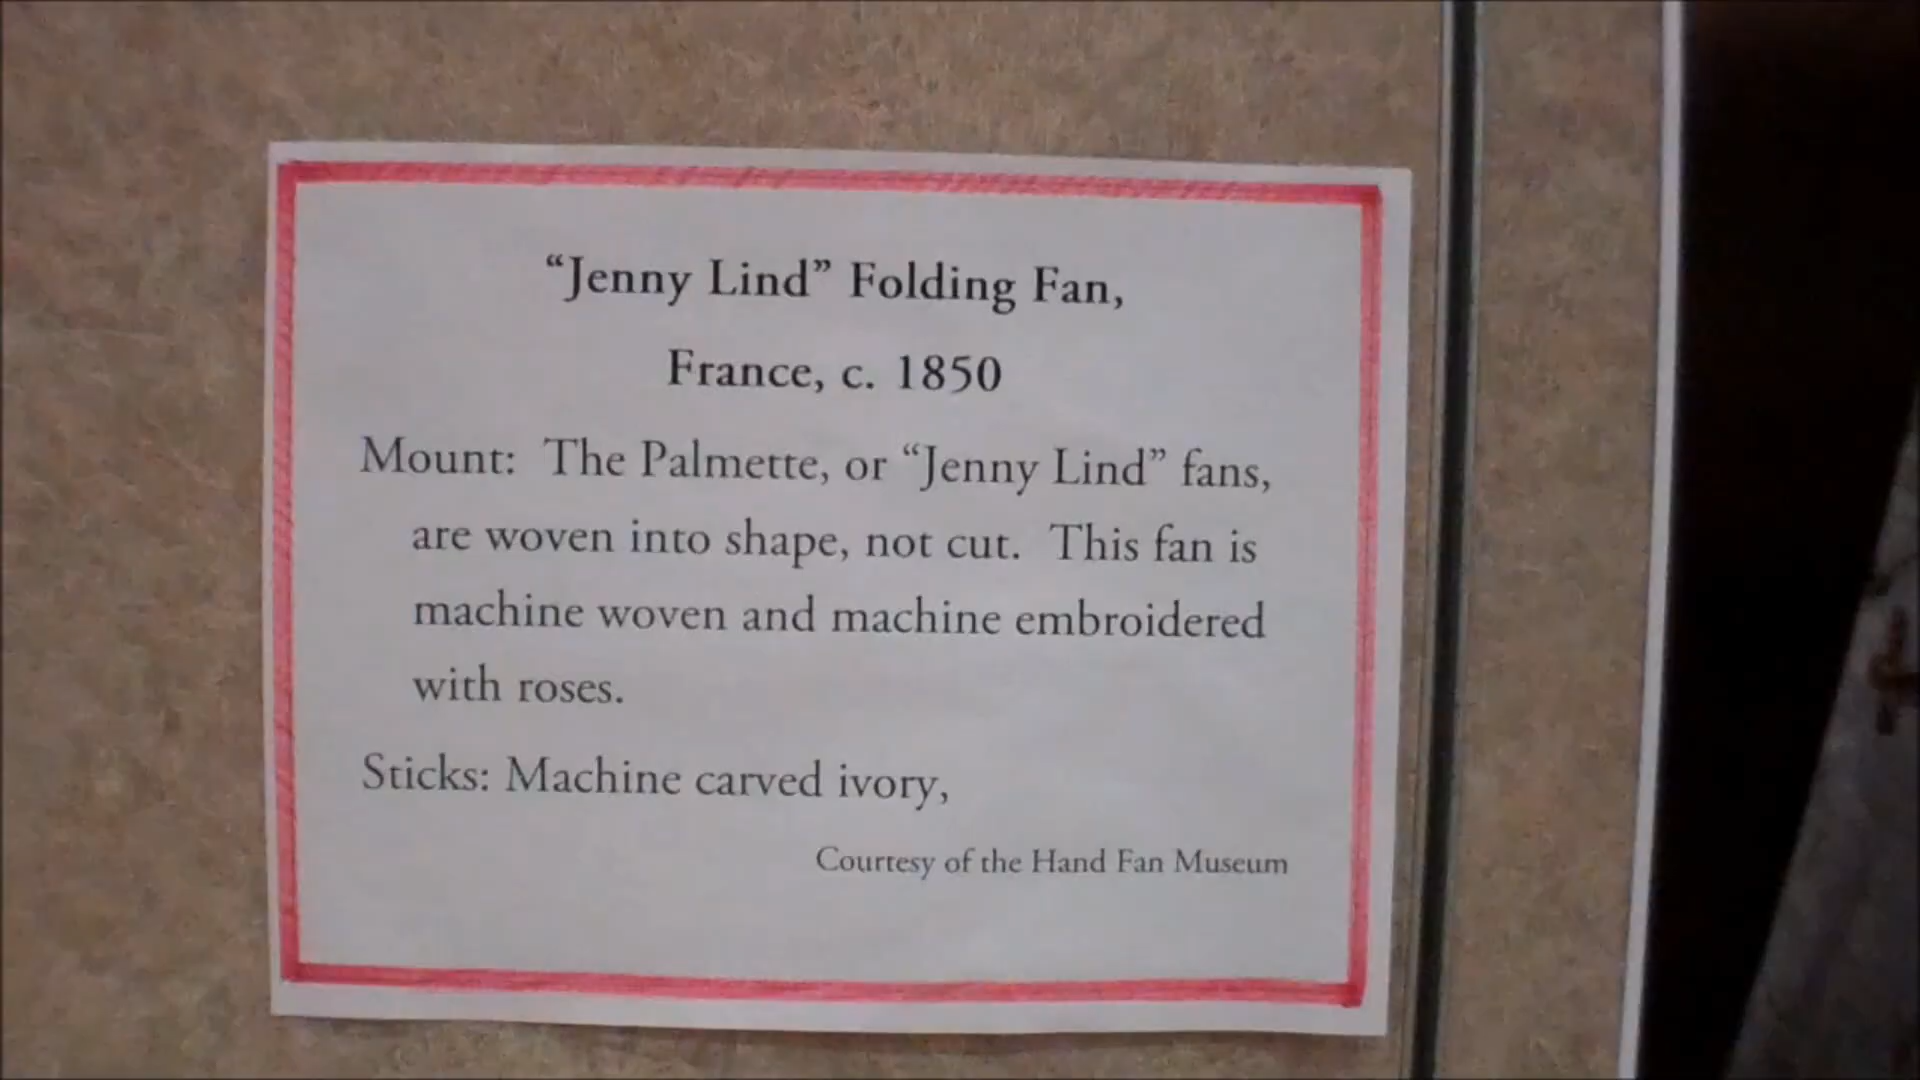 “Jenny Lind” Folding Fan,
France, c. 1850
Mount: The Palmette, or “Jenny Lind” fans,
are woven into shape, not cut. This fan is
machine woven and machine embroidered
with roses.
Sticks: Machine carved ivory,
Courtesy of the Hand Fan Museum